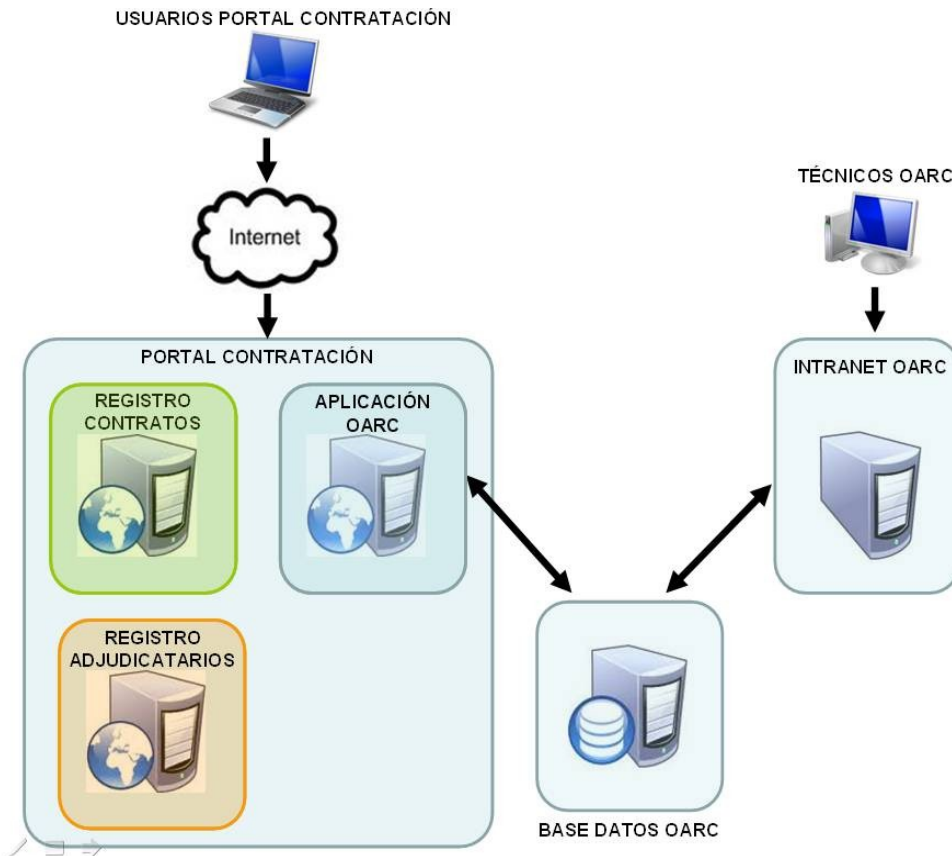 USUARIOS PORTAL CONTRATACIÓN
Internet
TÉCNICOS OARC
PORTAL CONTRATACIÓN
INTRANET OARC
REGISTRO
CONTRATOS
APLICACIÓN
OARC
REGISTRO
ADJUDICATARIOS
BASE DATOS OARC